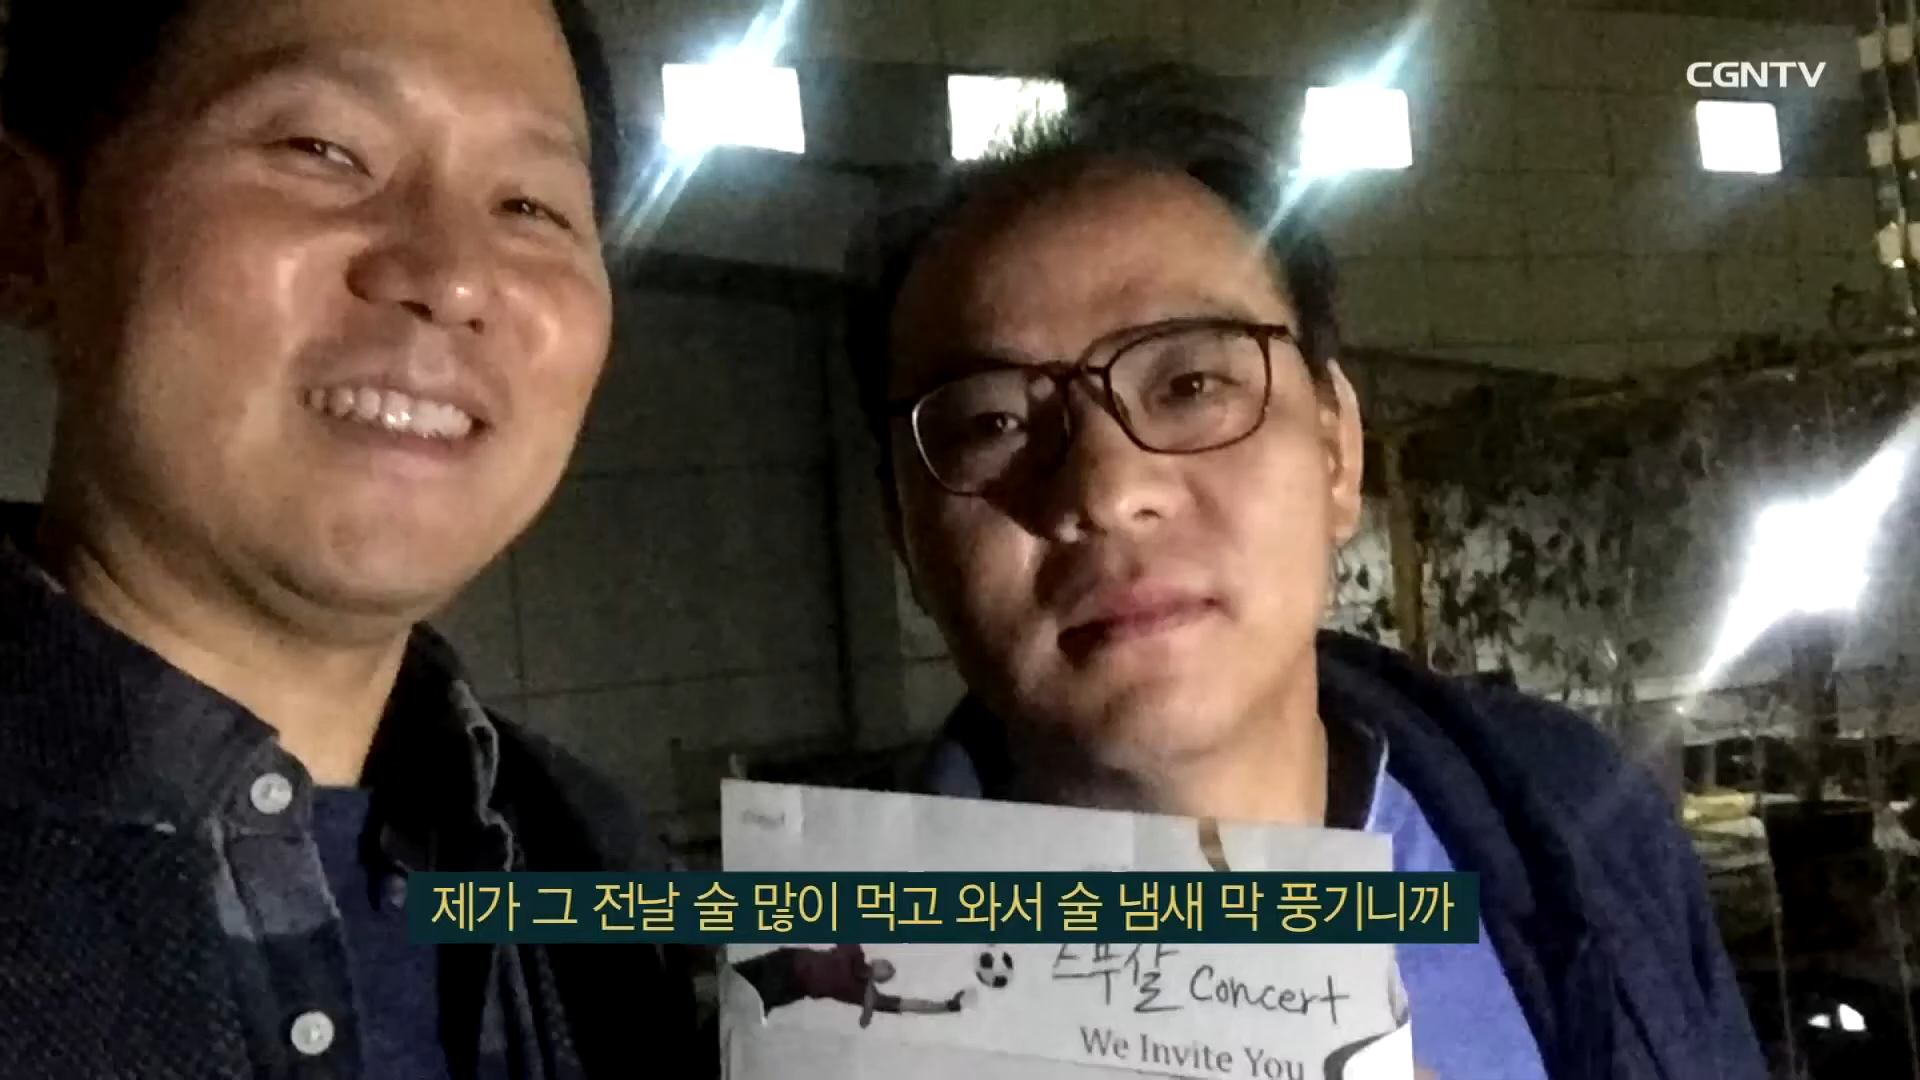 CGNTV
제가 그 전날 술 많이 먹고 와서 술 냄새 막 풍기니까
Concert
We Invite You